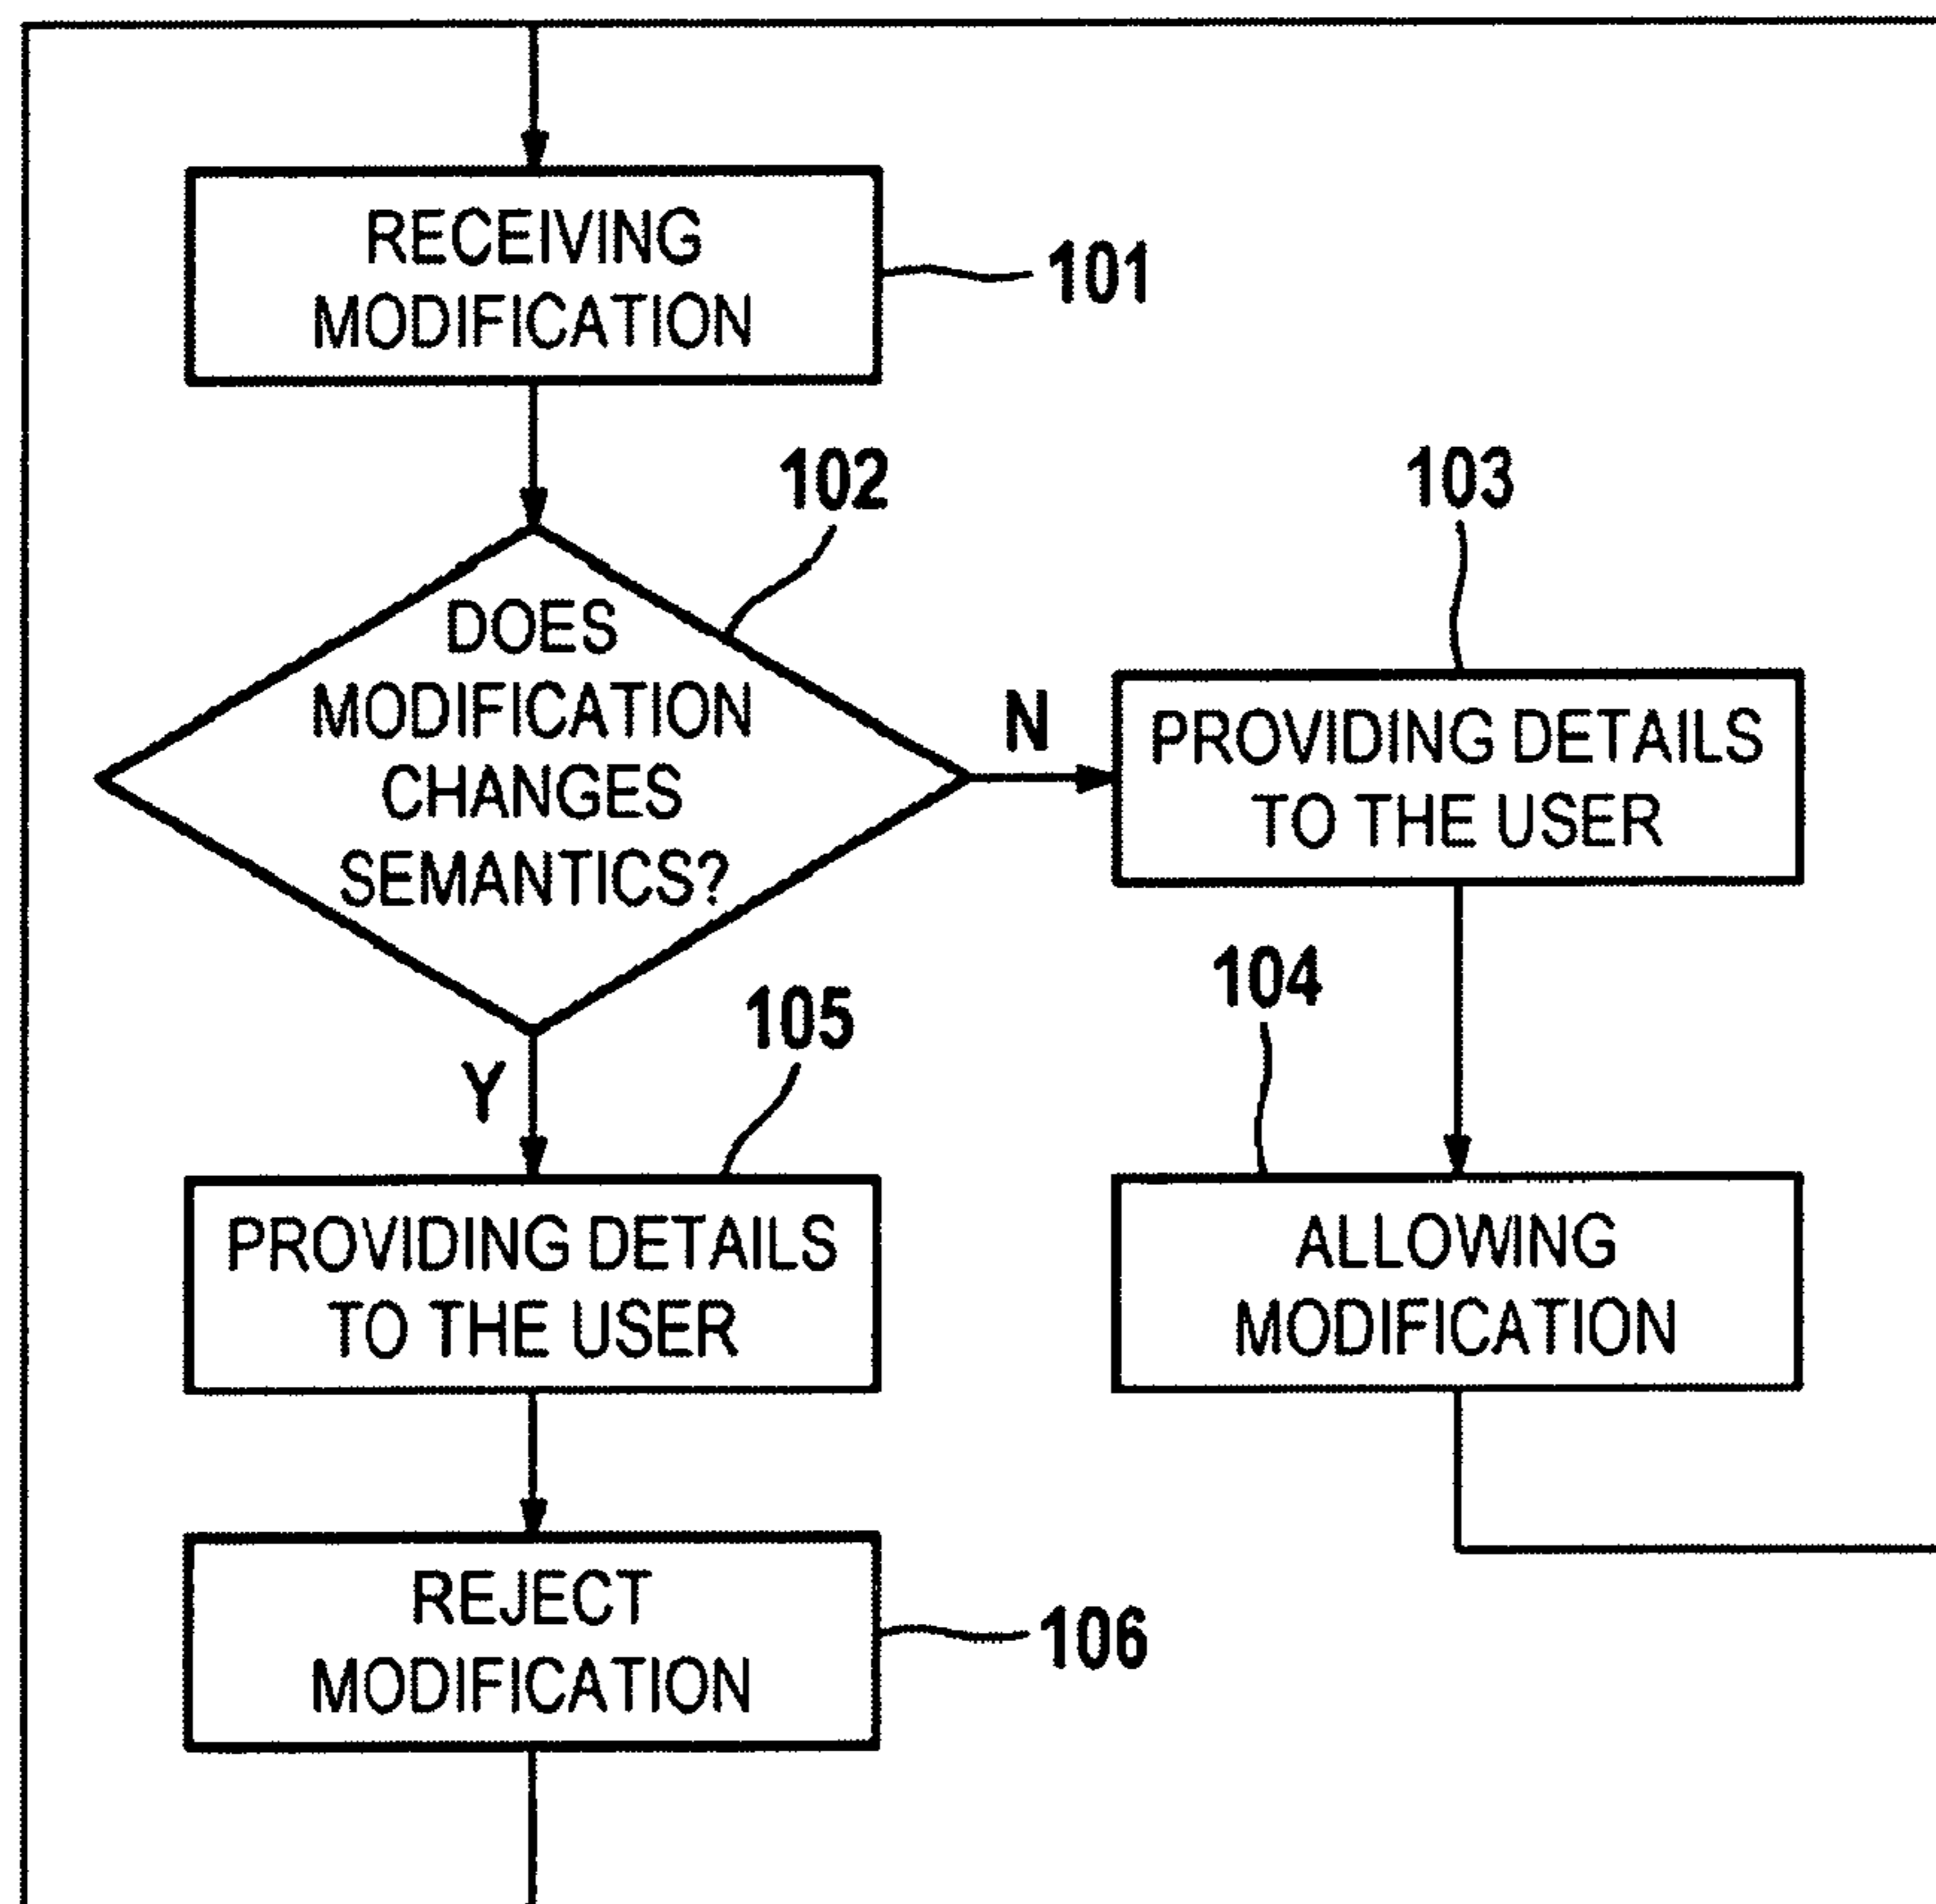 RECEIVING
MODIFICATION
101
102
DOES
MODIFICATION
CHANGES
SEMANTICS?
N
103
PROVIDING DETAILS
TO THE USER
104
ALLOWING
MODIFICATION
Y
105
PROVIDING DETAILS
TO THE USER
REJECT
MODIFICATION
106